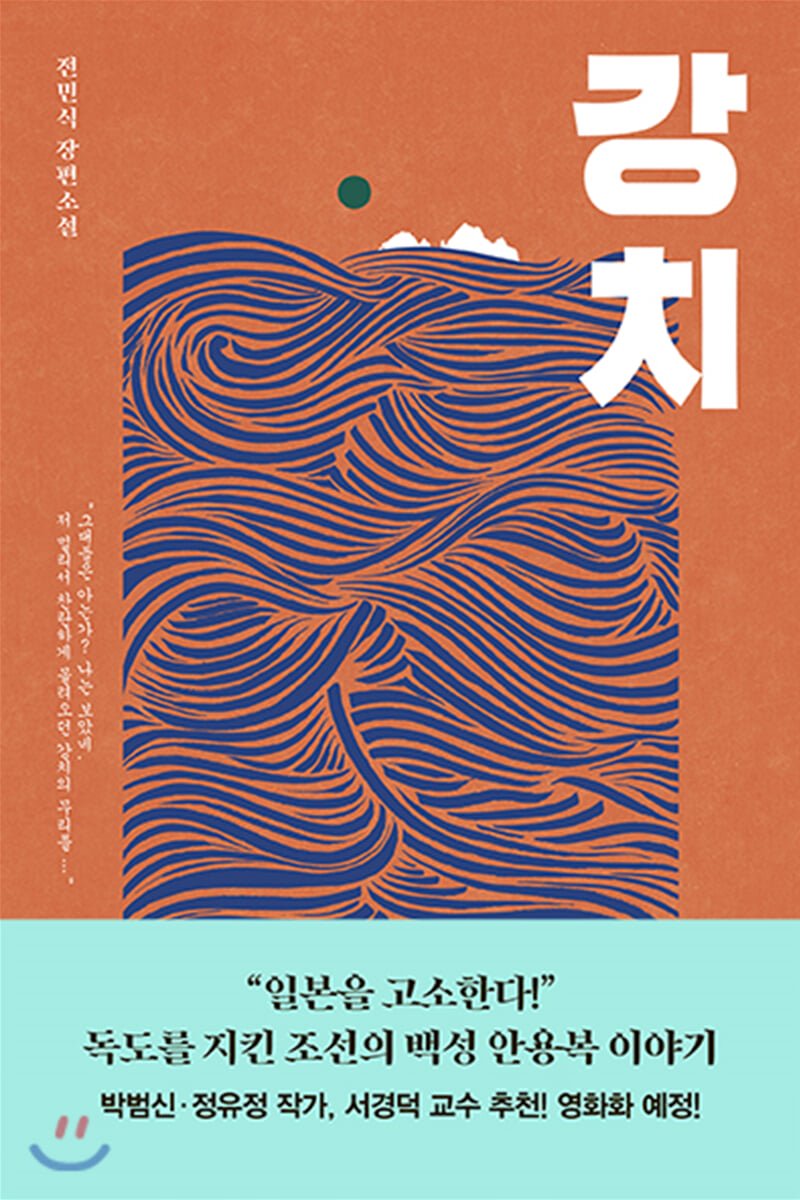 강치
전민식 장편소설
“그대들은 아는가? 나는 보았네.
저 멀리서 찬란하게 몰려오던 강치의 무리를…”
“일본을 고소한다!”
독도를 지킨 조선의 백성 안용복 이야기
박범신·정유정 작가, 서경덕 교수 추천! 영화화 예정!